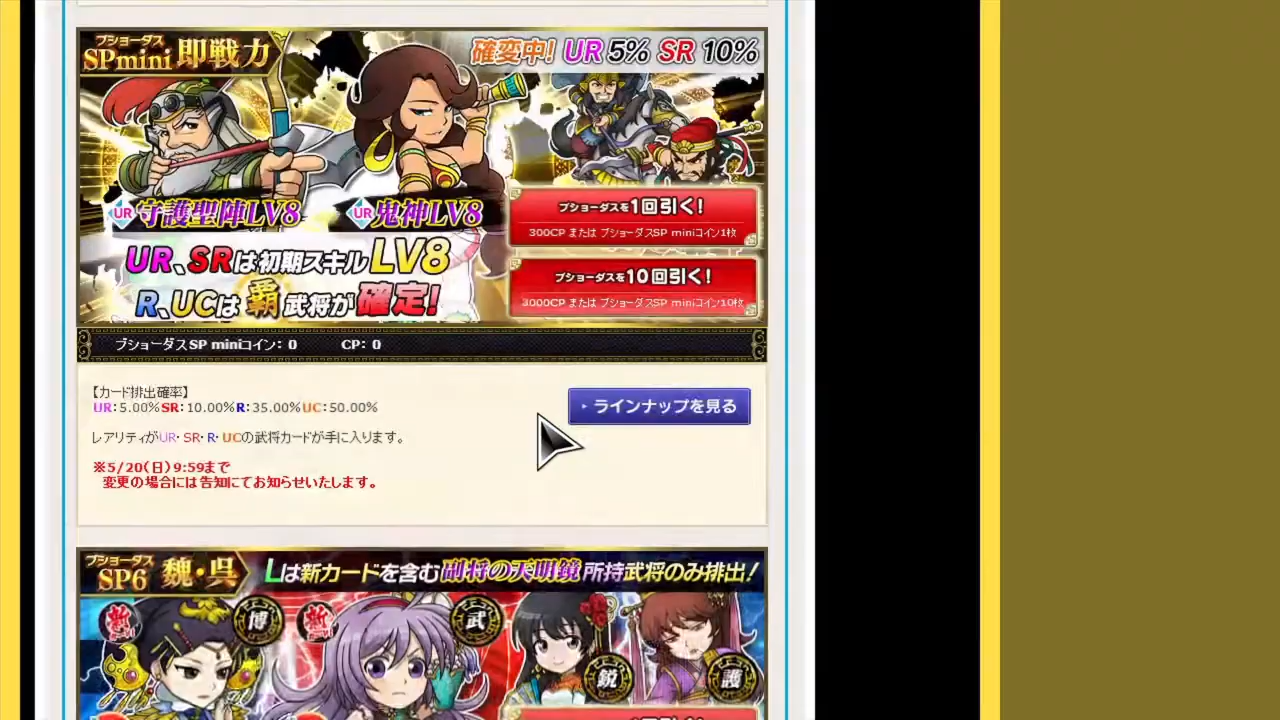 ブショーダス
SPmini 即戦力
確変中! UR 5% SR 10%
UR 守護聖陣LV8
UR 鬼神LV8
ブショーダスを1回引く!
300CP または ブショーダスSP miniコイン1枚
UR、SRは初期スキルLV8
R、UCは覇武将が確定!
ブショーダスを10回引く!
3000CP または ブショーダスSP miniコイン10枚
ブショーダスSP miniコイン: 0 CP: 0
【カード排出確率】
UR:5.00%SR:10.00%R:35.00%UC:50.00%
ラインナップを見る
レアリティがUR・SR・R・UCの武将カードが手に入ります。
※5/20(日)9:59まで
変更の場合には告知にてお知らせいたします。
ブショーダス
SP6 魏・呉
Lは新カードを含む副将の天明鏡所持武将のみ排出!
新 博 新 武
鋭 護